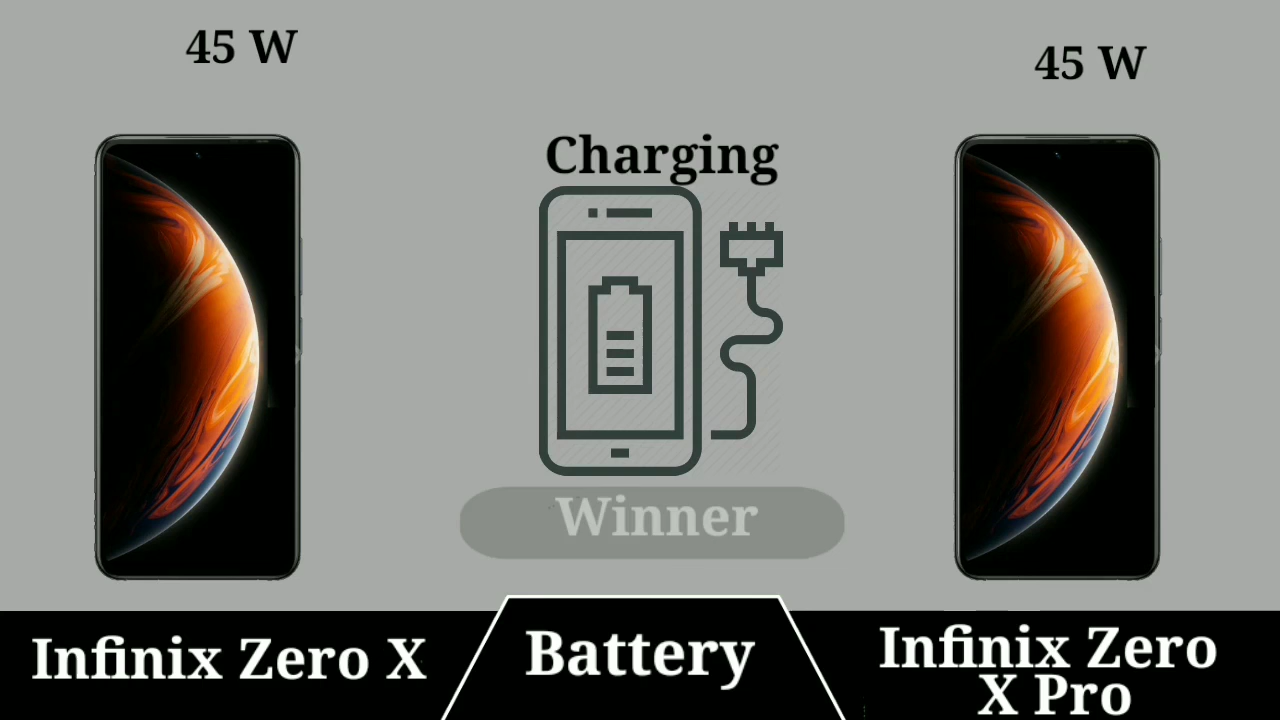 45 W
45 W
Charging
Winner
Infinix Zero X
Battery
Infinix Zero
X Pro